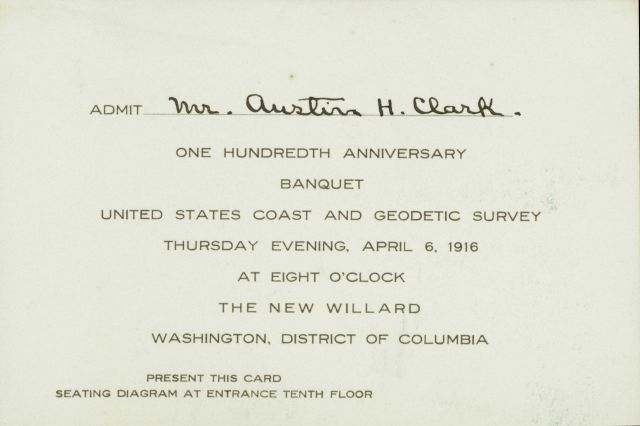 ADMIT Mr. Austin H. Clark.
ONE HUNDREDTH ANNIVERSARY
BANQUET
UNITED STATES COAST AND GEODETIC SURVEY
THURSDAY EVENING, APRIL 6, 1916
AT EIGHT O'CLOCK
THE NEW WILLARD
WASHINGTON, DISTRICT OF COLUMBIA
PRESENT THIS CARD
SEATING DIAGRAM AT ENTRANCE TENTH FLOOR